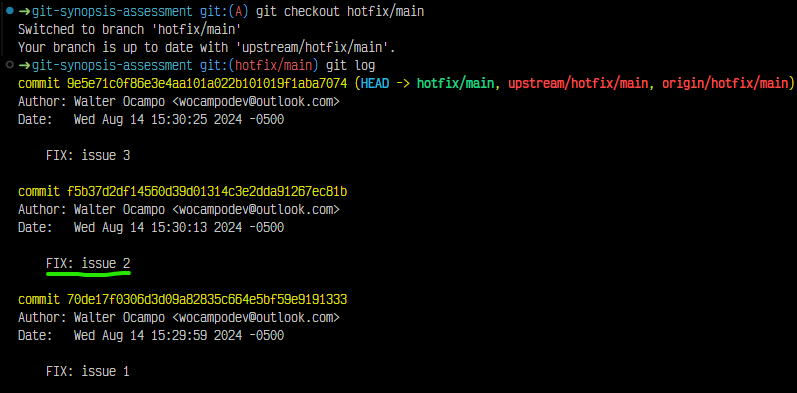 ➜git-synopsis-assessment git:(A) git checkout hotfix/main
Switched to branch 'hotfix/main'
Your branch is up to date with 'upstream/hotfix/main'.
➜git-synopsis-assessment git:(hotfix/main) git log
commit 9e5e71c0f86e3e4aa101a022b101019f1aba7074 (HEAD -> hotfix/main, upstream/hotfix/main, origin/hotfix/main)
Author: Walter Ocampo <wocampodev@outlook.com>
Date:   Wed Aug 14 15:30:25 2024 -0500
FIX: issue 3
commit f5b37d2df14560d39d01314c3e2dda91267ec81b
Author: Walter Ocampo <wocampodev@outlook.com>
Date:   Wed Aug 14 15:30:13 2024 -0500
FIX: issue 2
commit 70de17f0306d3d09a82835c664e5bf59e9191333
Author: Walter Ocampo <wocampodev@outlook.com>
Date:   Wed Aug 14 15:29:59 2024 -0500
FIX: issue 1